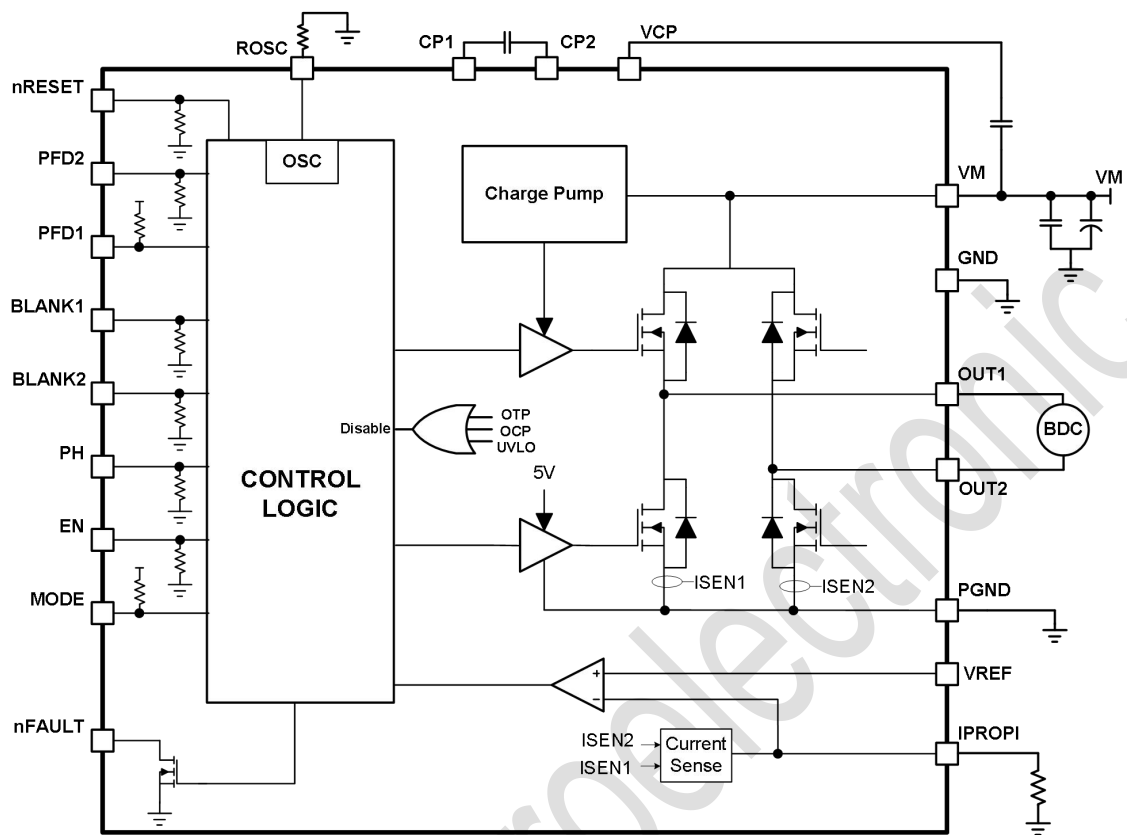 ROSC
CP1
CP2
VCP
nRESET
PFD2
PFD1
BLANK1
BLANK2
PH
EN
MODE
nFAULT
OSC
CONTROL
LOGIC
Disable
OTP
OCP
UVLO
5V
Charge Pump
ISEN1
ISEN2
ISEN2
ISEN1
Current
Sense
+
−
VM
VM
GND
OUT1
BDC
OUT2
PGND
VREF
IPROPI
roelectronic